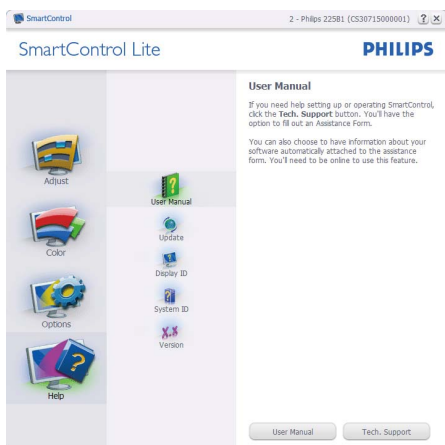 SmartControl
2 - Philips 225B1 (CS30715000001)
? X
SmartControl Lite
PHILIPS
Adjust
Color
Options
Help
User Manual
Update
Display ID
System ID
X.X
Version
User Manual
If you need help setting up or operating SmartControl,
click the Tech. Support button. You'll have the
option to fill out an Assistance Form.
You can also choose to have information about your
software automatically attached to the assistance
form. You'll need to be online to use this feature.
User Manual
Tech. Support